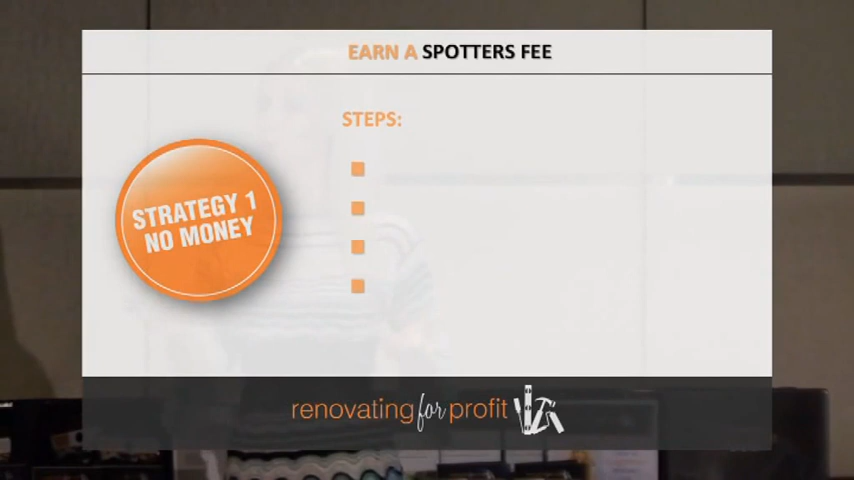 EARN A SPOTTERS FEE
STEPS:
STRATEGY 1
NO MONEY
renovating for profit